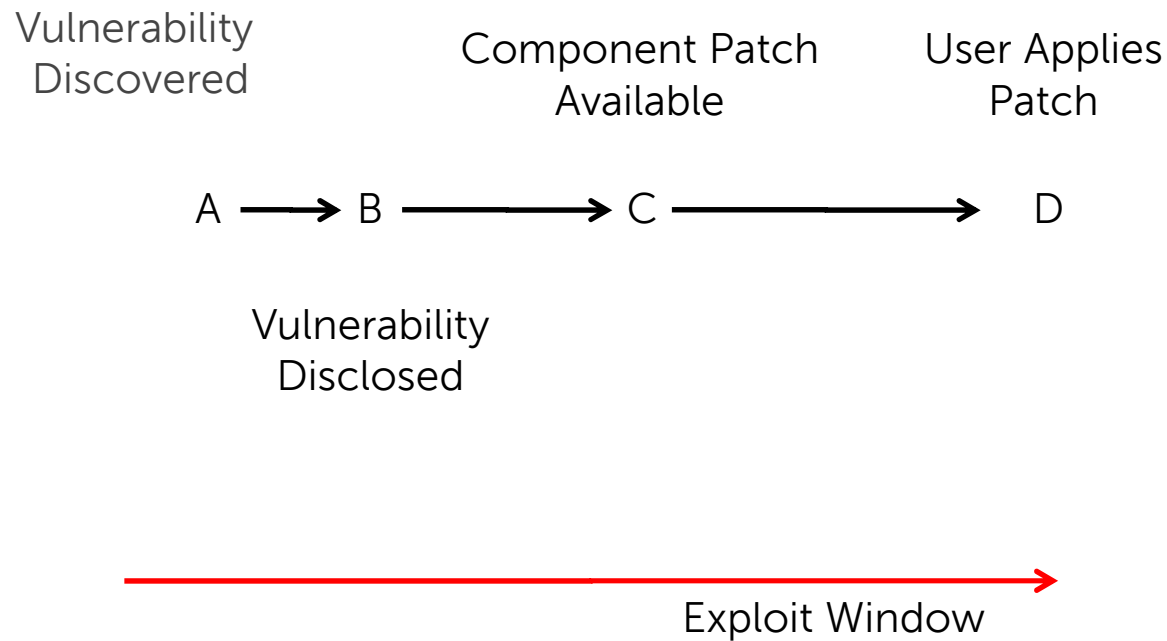 Vulnerability
Discovered
Component Patch
Available
User Applies
Patch
A
B
C
D
Vulnerability
Disclosed
Exploit Window